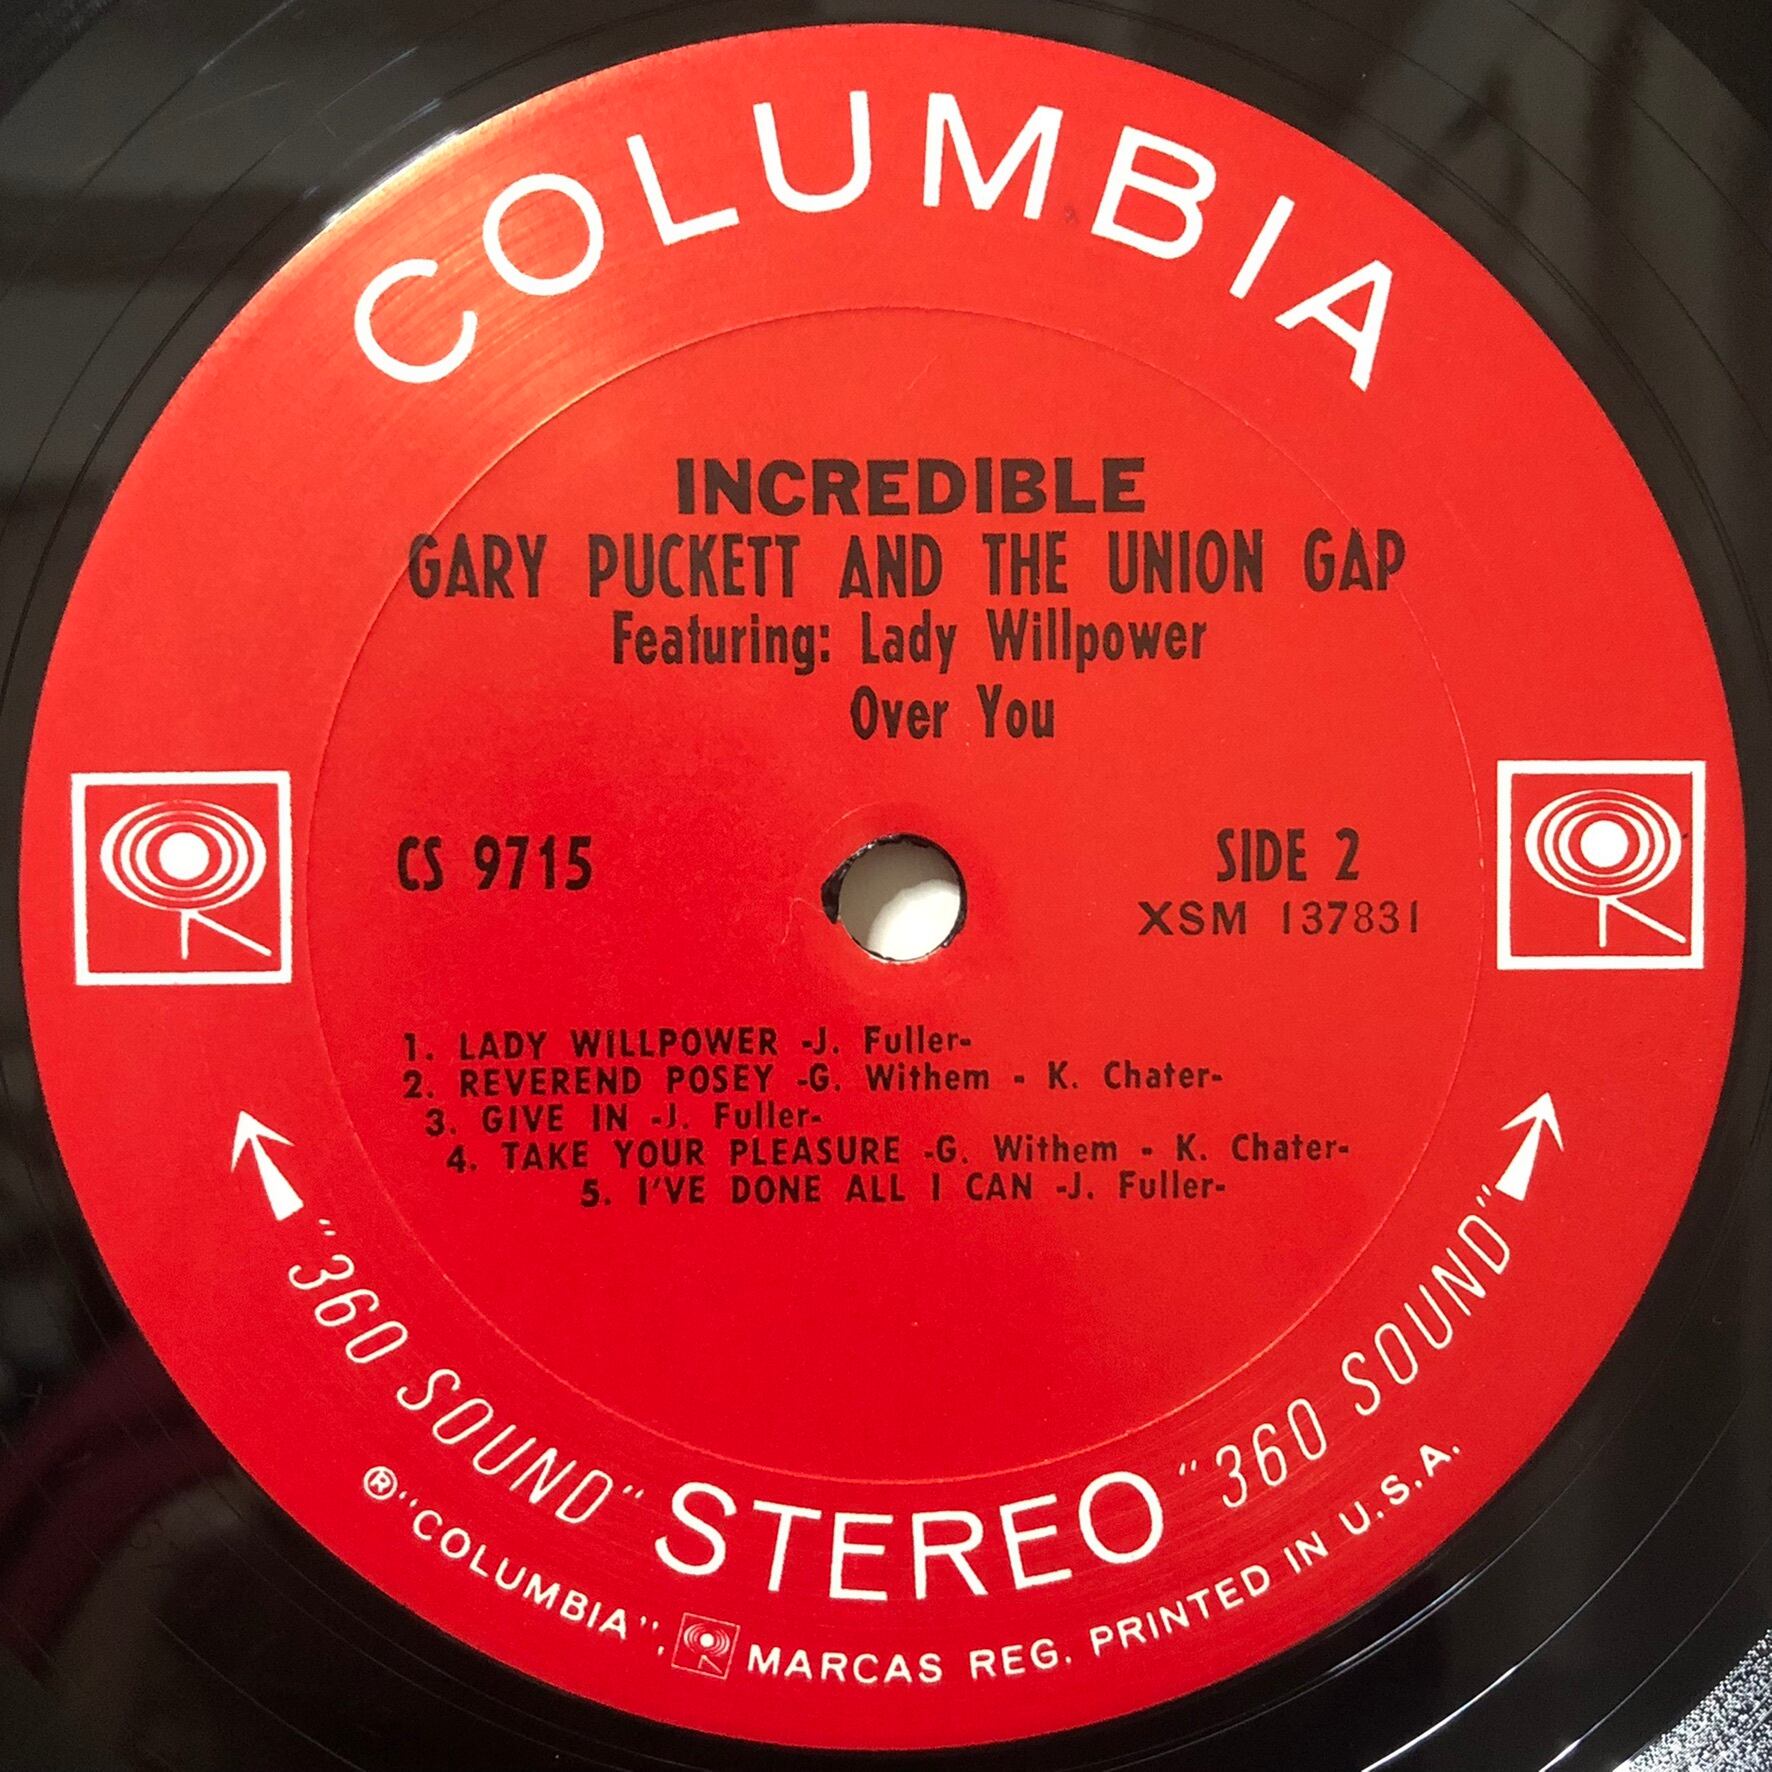 COLUMBIA
INCREDIBLE
GARY PUCKETT AND THE UNION GAP
Featuring: Lady Willpower
Over You
CS 9715
SIDE 2
XSM 137831
1. LADY WILLPOWER -J. Fuller-
2. REVEREND POSEY -G. Withem - K. Chater-
3. GIVE IN -J. Fuller-
4. TAKE YOUR PLEASURE -G. Withem - K. Chater-
5. I'VE DONE ALL I CAN -J. Fuller-
"360 SOUND" STEREO "360 SOUND"
® "COLUMBIA", MARCAS REG. PRINTED IN U.S.A.